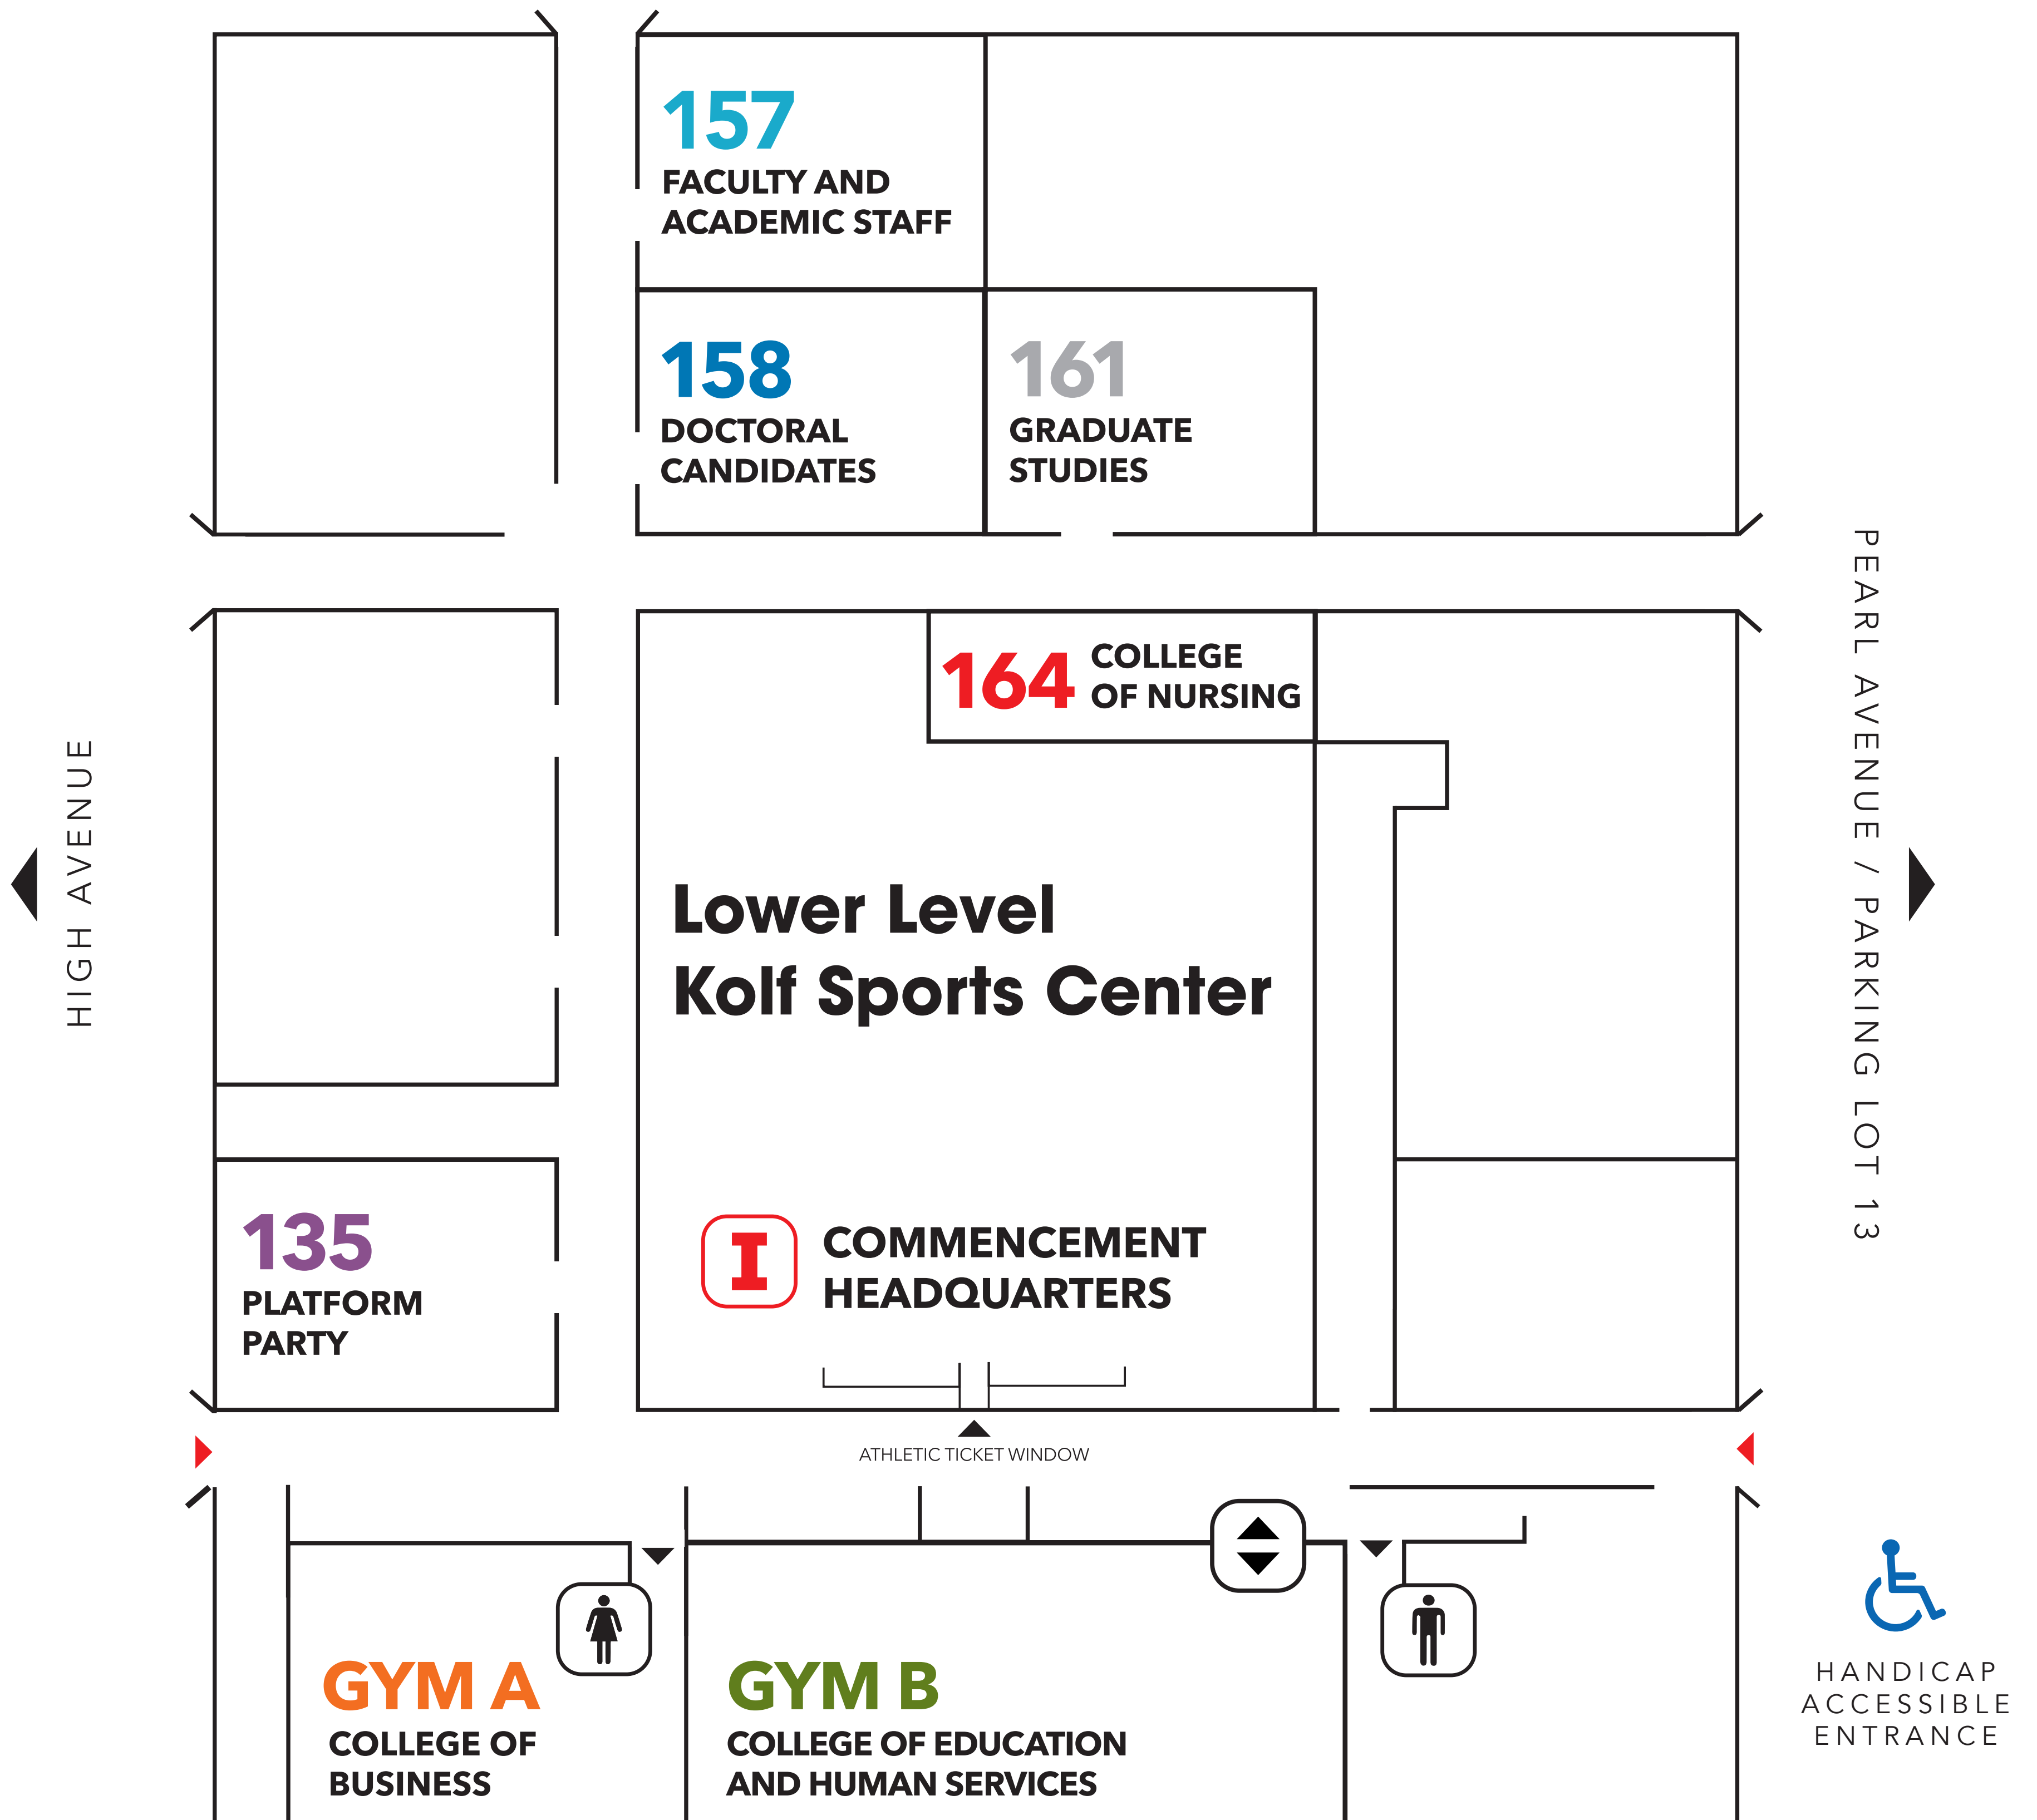 157
FACULTY AND
ACADEMIC STAFF
158
DOCTORAL
CANDIDATES
161
GRADUATE
STUDIES
164
COLLEGE
OF NURSING
HIGH AVENUE
PEARL AVENUE / PARKING LOT 13
Lower Level
Kolf Sports Center
135
PLATFORM
PARTY
I
COMMENCEMENT
HEADQUARTERS
ATHLETIC TICKET WINDOW
GYM A
COLLEGE OF
BUSINESS
GYM B
COLLEGE OF EDUCATION
AND HUMAN SERVICES
HANDICAP
ACCESSIBLE
ENTRANCE